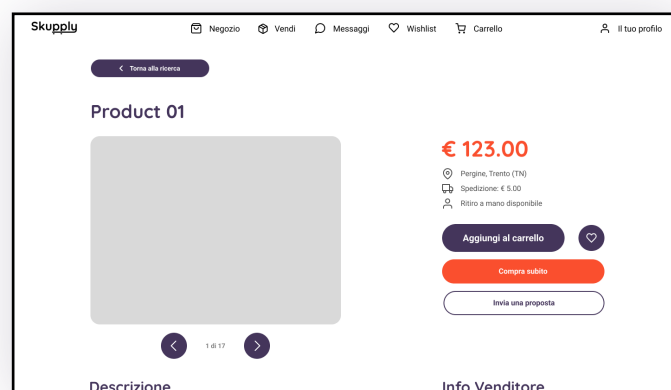 Skupply
Negozio
Vendi
Messaggi
Wishlist
Carrello
Il tuo profilo
Torna alla ricerca
Product 01
€ 123.00
Pergine, Trento (TN)
Spedizione: € 5.00
Ritiro a mano disponibile
Aggiungi al carrello
Compra subito
Invia una proposta
1 di 17
Descrizione
Info Venditore